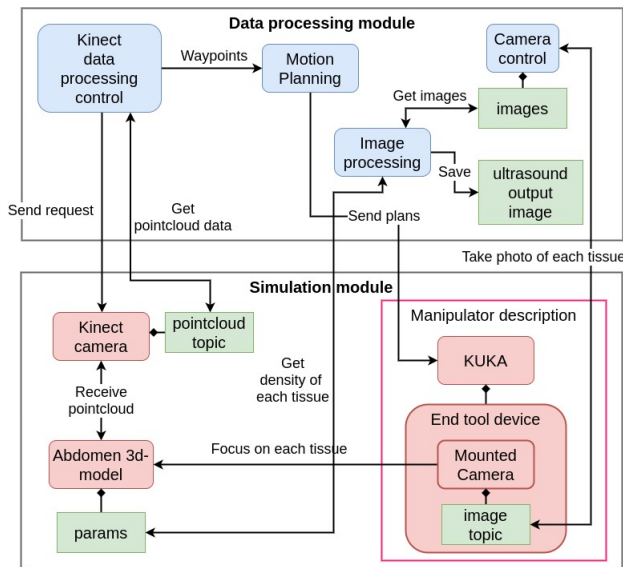 Data processing module
Kinect
data
processing
control
Waypoints
Motion
Planning
Camera
control
Get images
images
Image
processing
Save
ultrasound
output
image
Send request
Get
pointcloud data
Send plans
Take photo of each tissue
Simulation module
Kinect
camera
pointcloud
topic
Manipulator description
KUKA
Get
density of
each tissue
Receive
pointcloud
End tool device
Abdomen 3d-
model
Focus on each tissue
Mounted
Camera
params
image
topic